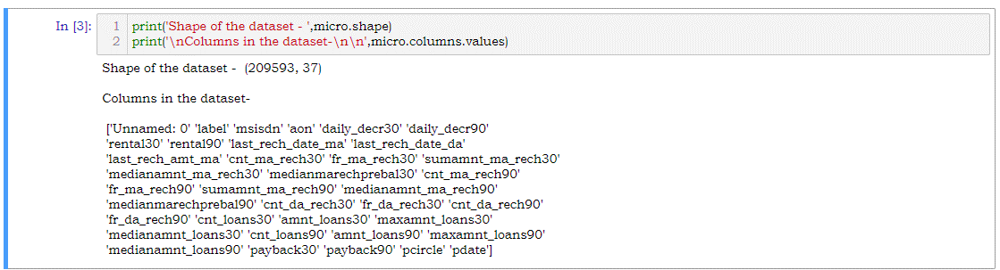 In [3]: 1 print('Shape of the dataset - ',micro.shape)
2 print('\nColumns in the dataset-\n\n',micro.columns.values)
Shape of the dataset -  (209593, 37)
Columns in the dataset-
['Unnamed: 0' 'label' 'msisdn' 'aon' 'daily_decr30' 'daily_decr90'
'rental30' 'rental90' 'last_rech_date_ma' 'last_rech_date_da'
'last_rech_amt_ma' 'cnt_ma_rech30' 'fr_ma_rech30' 'sumamnt_ma_rech30'
'medianamnt_ma_rech30' 'medianmarechprebal30' 'cnt_ma_rech90'
'fr_ma_rech90' 'sumamnt_ma_rech90' 'medianamnt_ma_rech90'
'medianmarechprebal90' 'cnt_da_rech30' 'fr_da_rech30' 'cnt_da_rech90'
'fr_da_rech90' 'cnt_loans30' 'amnt_loans30' 'maxamnt_loans30'
'medianamnt_loans30' 'cnt_loans90' 'amnt_loans90' 'maxamnt_loans90'
'medianamnt_loans90' 'payback30' 'payback90' 'pcircle' 'pdate']